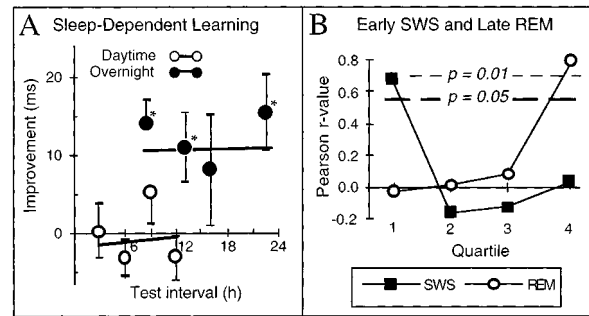 A Sleep-Dependent Learning
Daytime
Overnight
Improvement (ms)
20
10
0
6
12
18
24
*
*
*
Test interval (h)
B Early SWS and Late REM
Pearson r-value
0.8
0.6
0.4
0.2
0.0
-0.2
p = 0.01
p = 0.05
1 2 3 4
Quartile
SWS REM